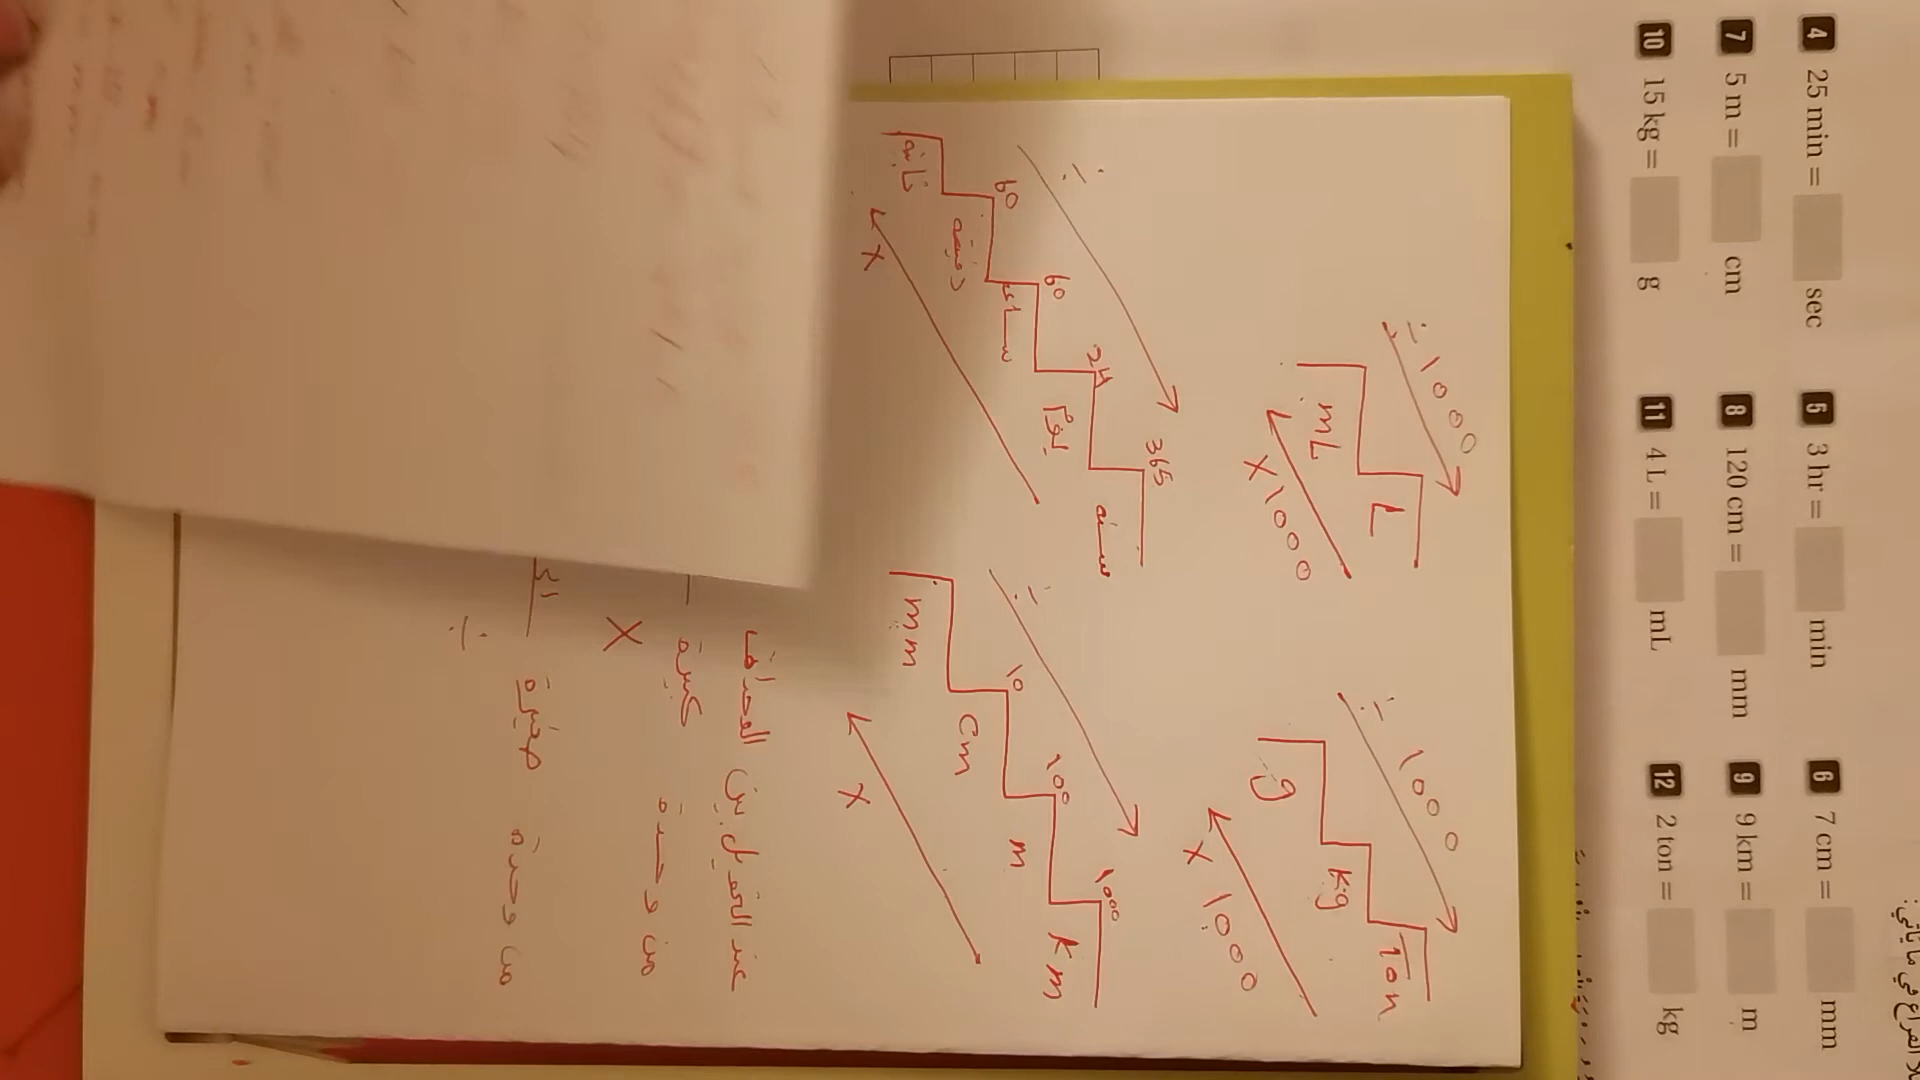 الفراغ في ما يأتي:
4 25 min = sec
5 3 hr = min
6 7 cm = mm
7 5 m = cm
8 120 cm = mm
9 9 km = m
10 15 kg = g
11 4 L = mL
12 2 ton = kg
÷ 1000
mL L
× 1000
÷ 1000
g kg Ton
× 1000
÷
60 60 24 365
ثانية دقيقه ساعة يوم سنه
×
÷
10 100 1000
mm cm m Km
×
عند التحويل بين الوحدات
من وحدة كبيرة
×
من وحدة صغيرة
÷